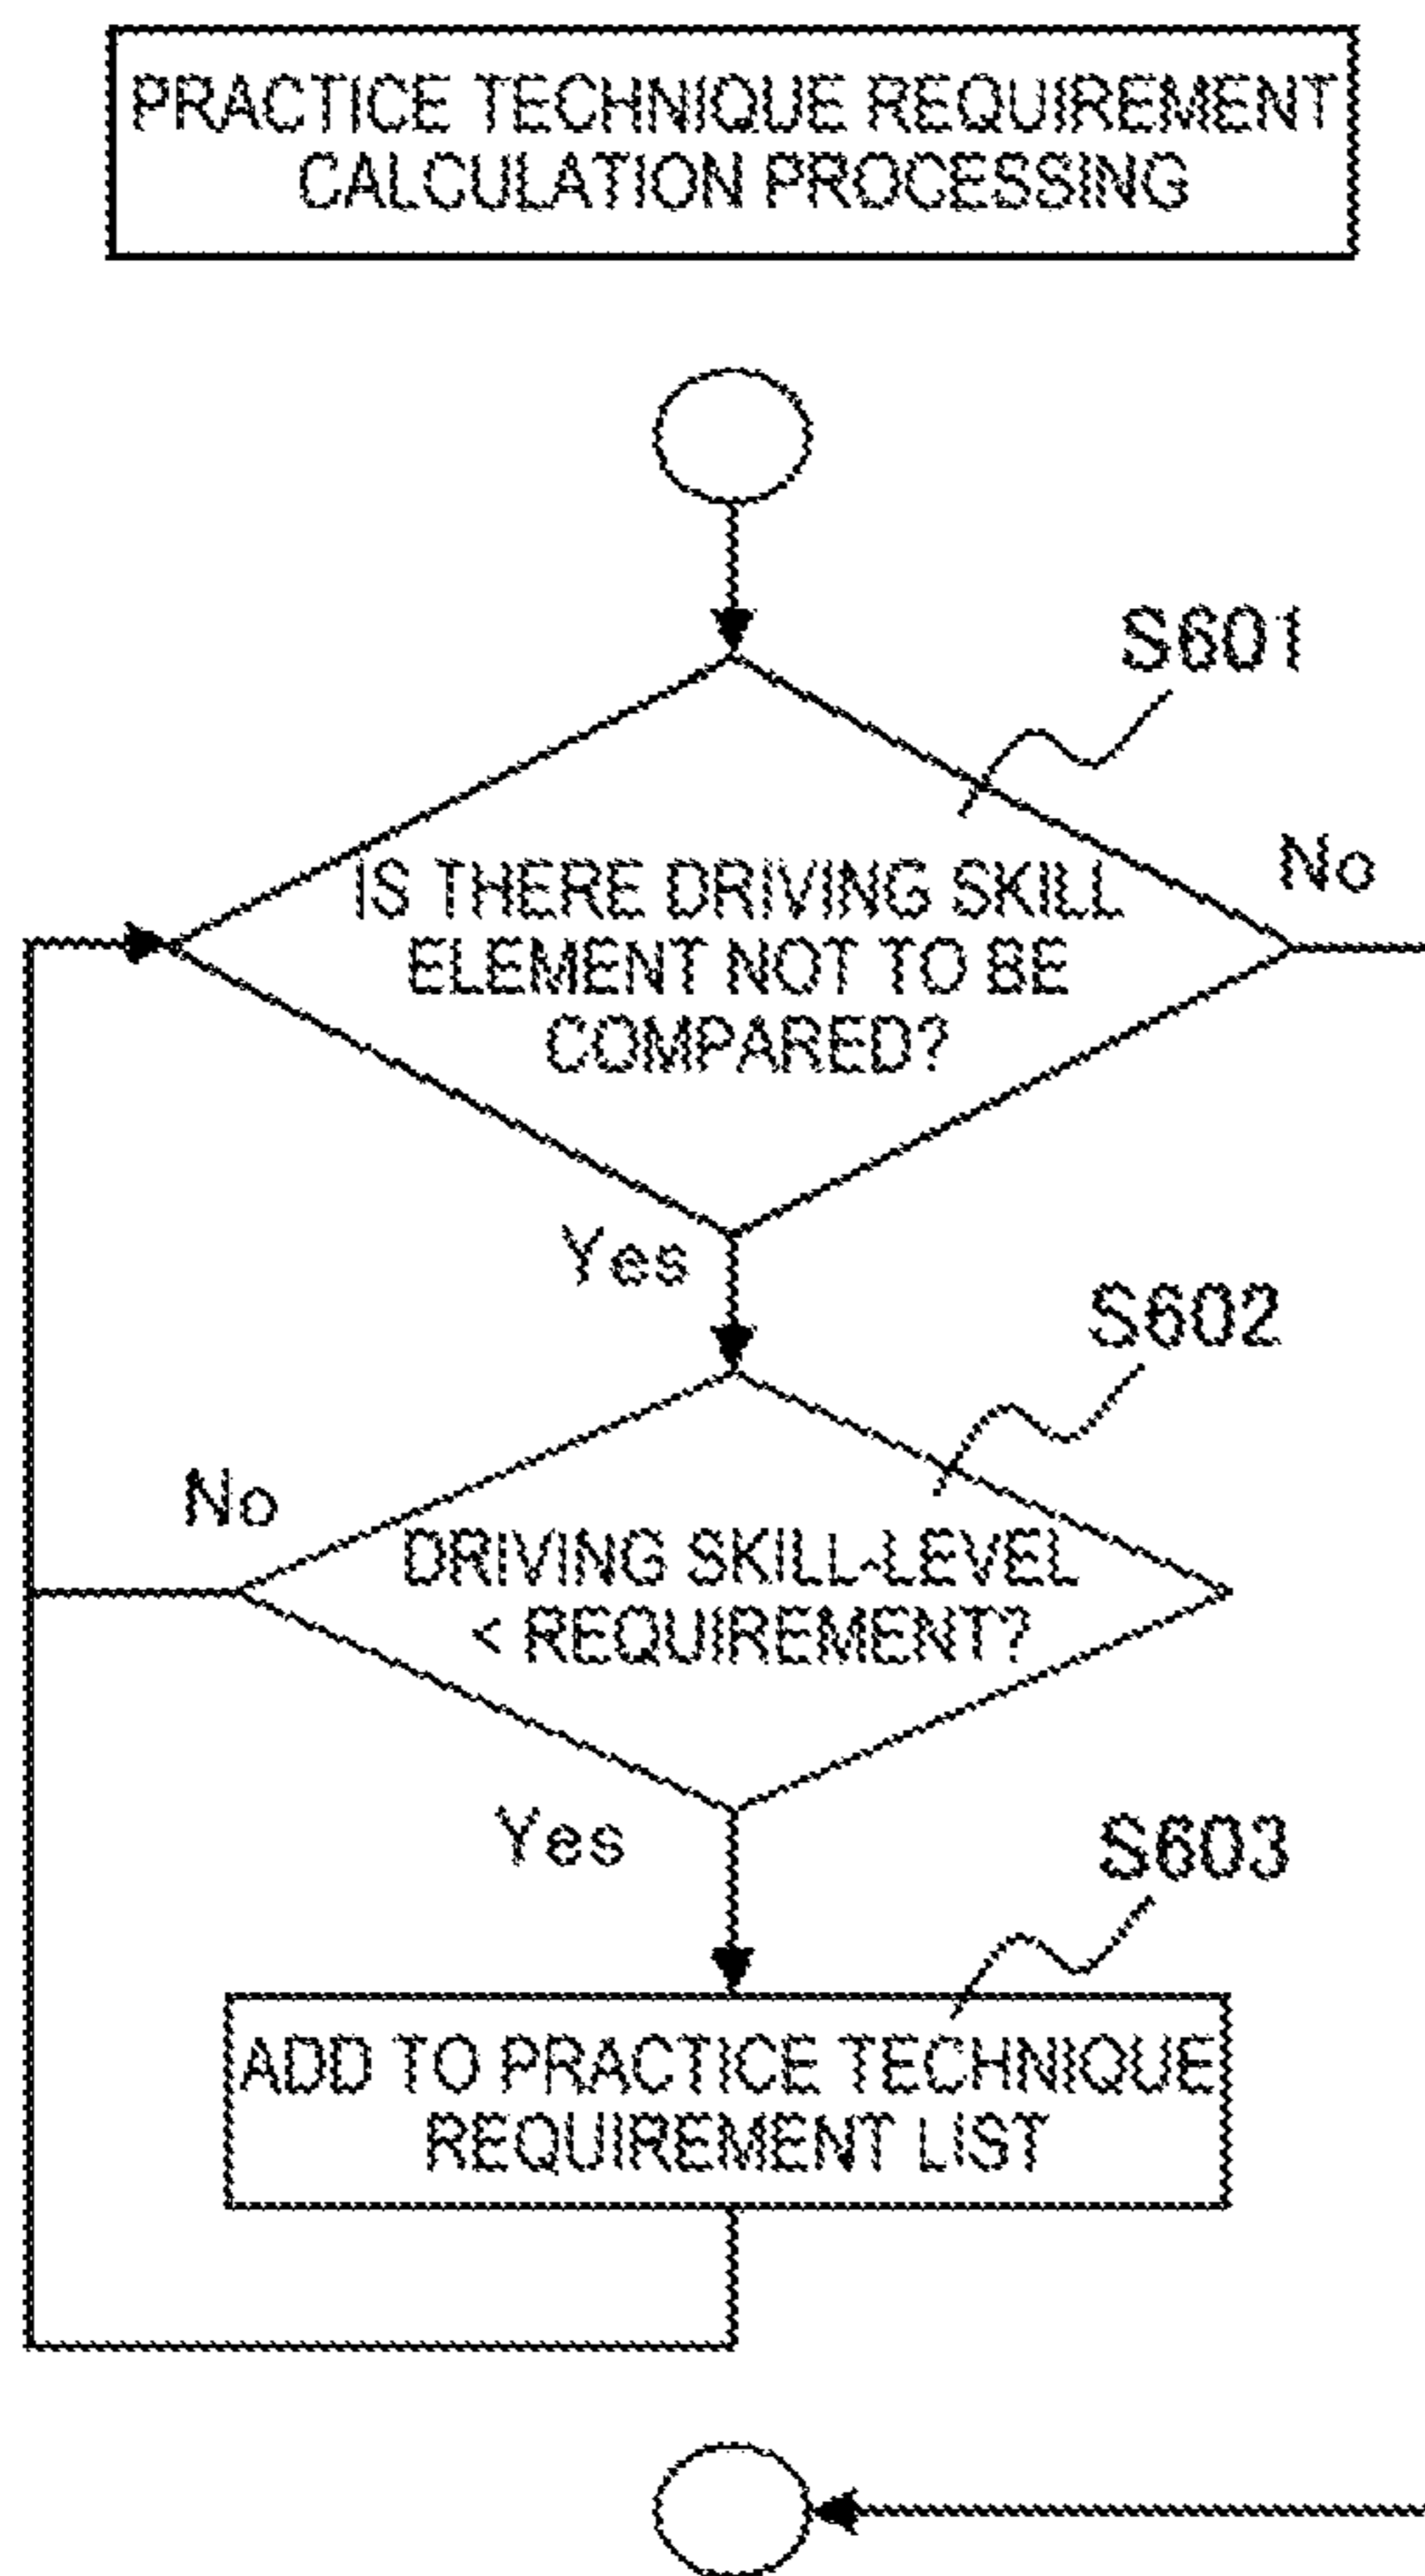 PRACTICE TECHNIQUE REQUIREMENT
CALCULATION PROCESSING
S601
No
IS THERE DRIVING SKILL
ELEMENT NOT TO BE
COMPARED?
Yes
S602
No
DRIVING SKILL-LEVEL
< REQUIREMENT?
Yes
S603
ADD TO PRACTICE TECHNIQUE
REQUIREMENT LIST